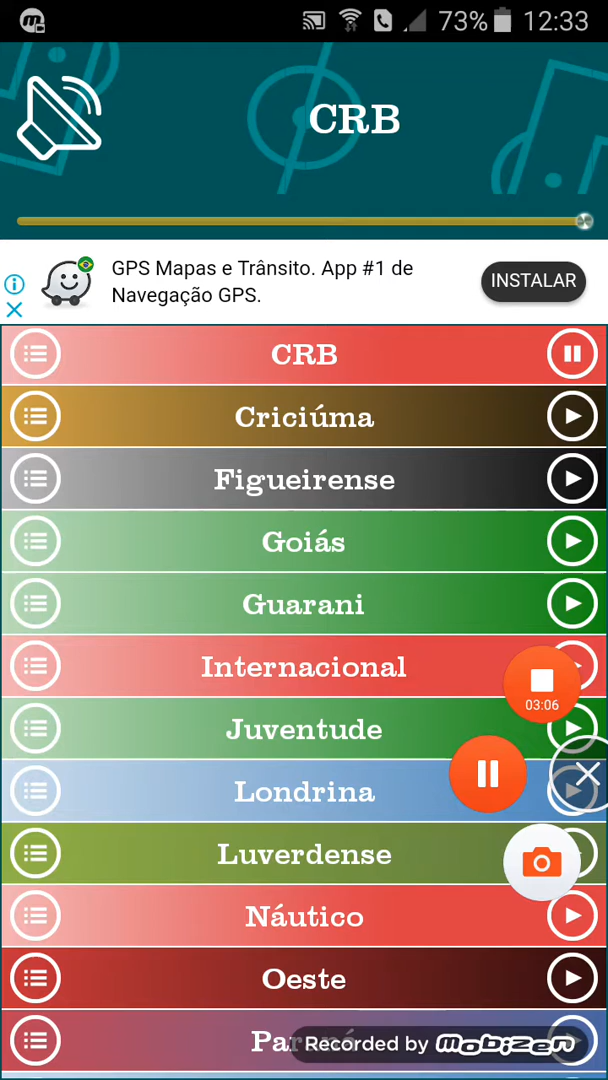 73% 12:33
CRB
GPS Mapas e Trânsito. App #1 de
Navegação GPS.
INSTALAR
CRB
Criciúma
Figueirense
Goiás
Guarani
Internacional
03:06
Juventude
Londrina
Luverdense
Náutico
Oeste
Recorded by Mobizen